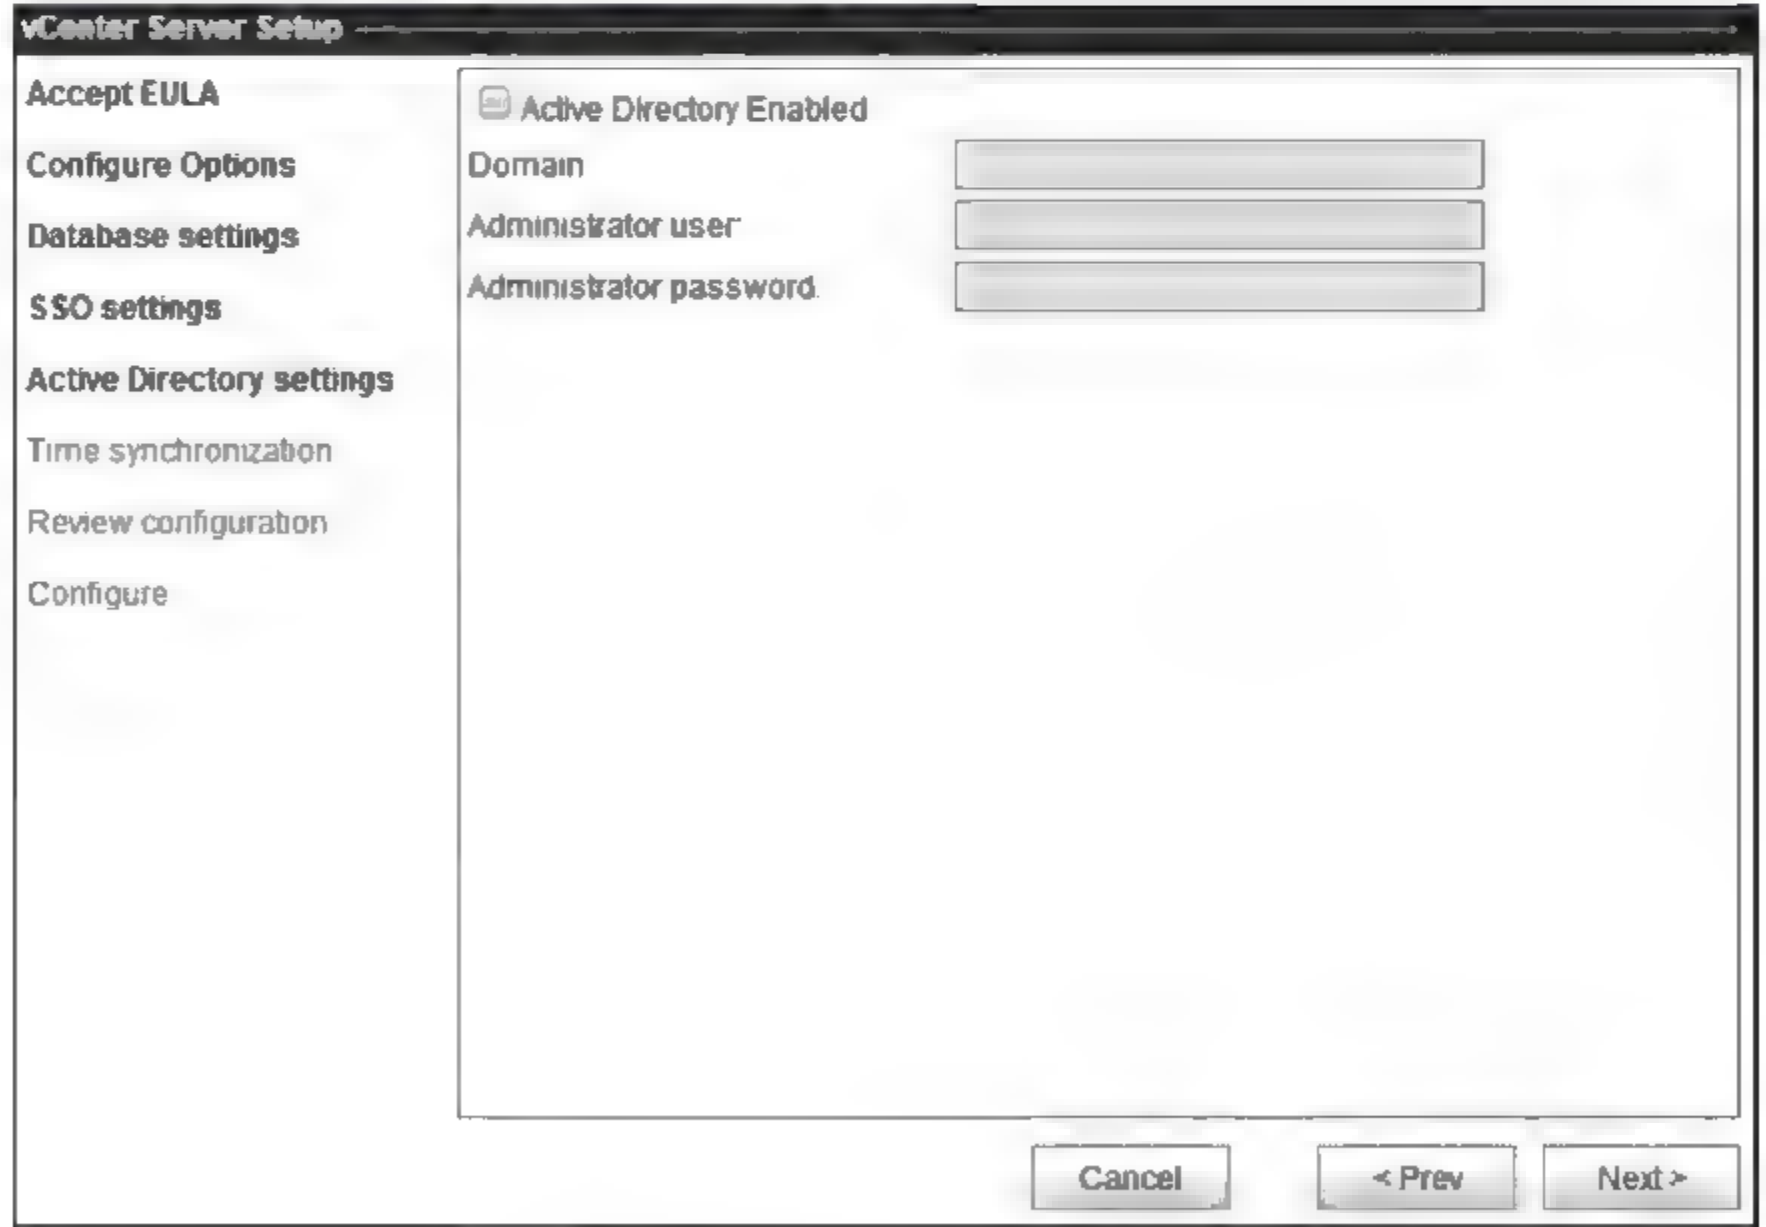 vCenter Server Setup
Accept EULA
Configure Options
Database settings
SSO settings
Active Directory settings
Time synchronization
Review configuration
Configure
Active Directory Enabled
Domain
Administrator user:
Administrator password:
Cancel
< Prev
Next >